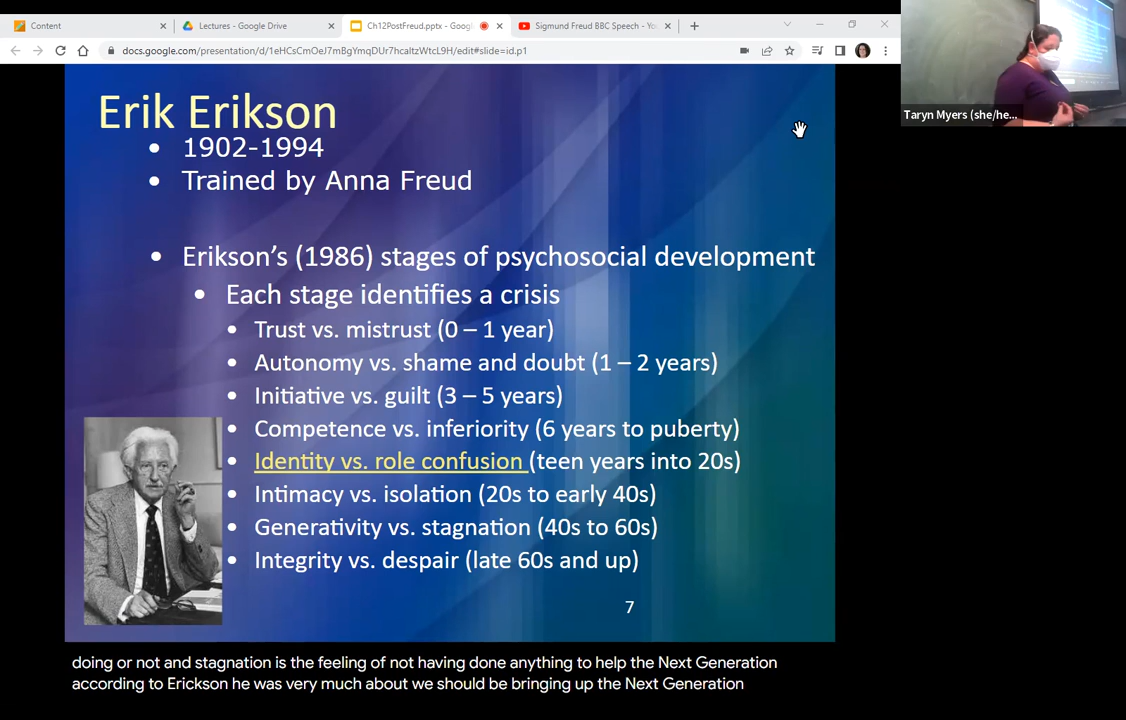 Content
Lectures - Google Drive
Ch12PostFreud.pptx - Goog
Sigmund Freud BBC Speech - Yo
docs.google.com/presentation/d/1eHCsCmOeJ7mBgYmqDUr7hcaltzWtcL9H/edit#slide=id.p1
Taryn Myers (she/he...
Erik Erikson
• 1902-1994
• Trained by Anna Freud
• Erikson's (1986) stages of psychosocial development
• Each stage identifies a crisis
• Trust vs. mistrust (0 – 1 year)
• Autonomy vs. shame and doubt (1 – 2 years)
• Initiative vs. guilt (3 – 5 years)
• Competence vs. inferiority (6 years to puberty)
• Identity vs. role confusion (teen years into 20s)
• Intimacy vs. isolation (20s to early 40s)
• Generativity vs. stagnation (40s to 60s)
• Integrity vs. despair (late 60s and up)
7
doing or not and stagnation is the feeling of not having done anything to help the Next Generation
according to Erickson he was very much about we should be bringing up the Next Generation